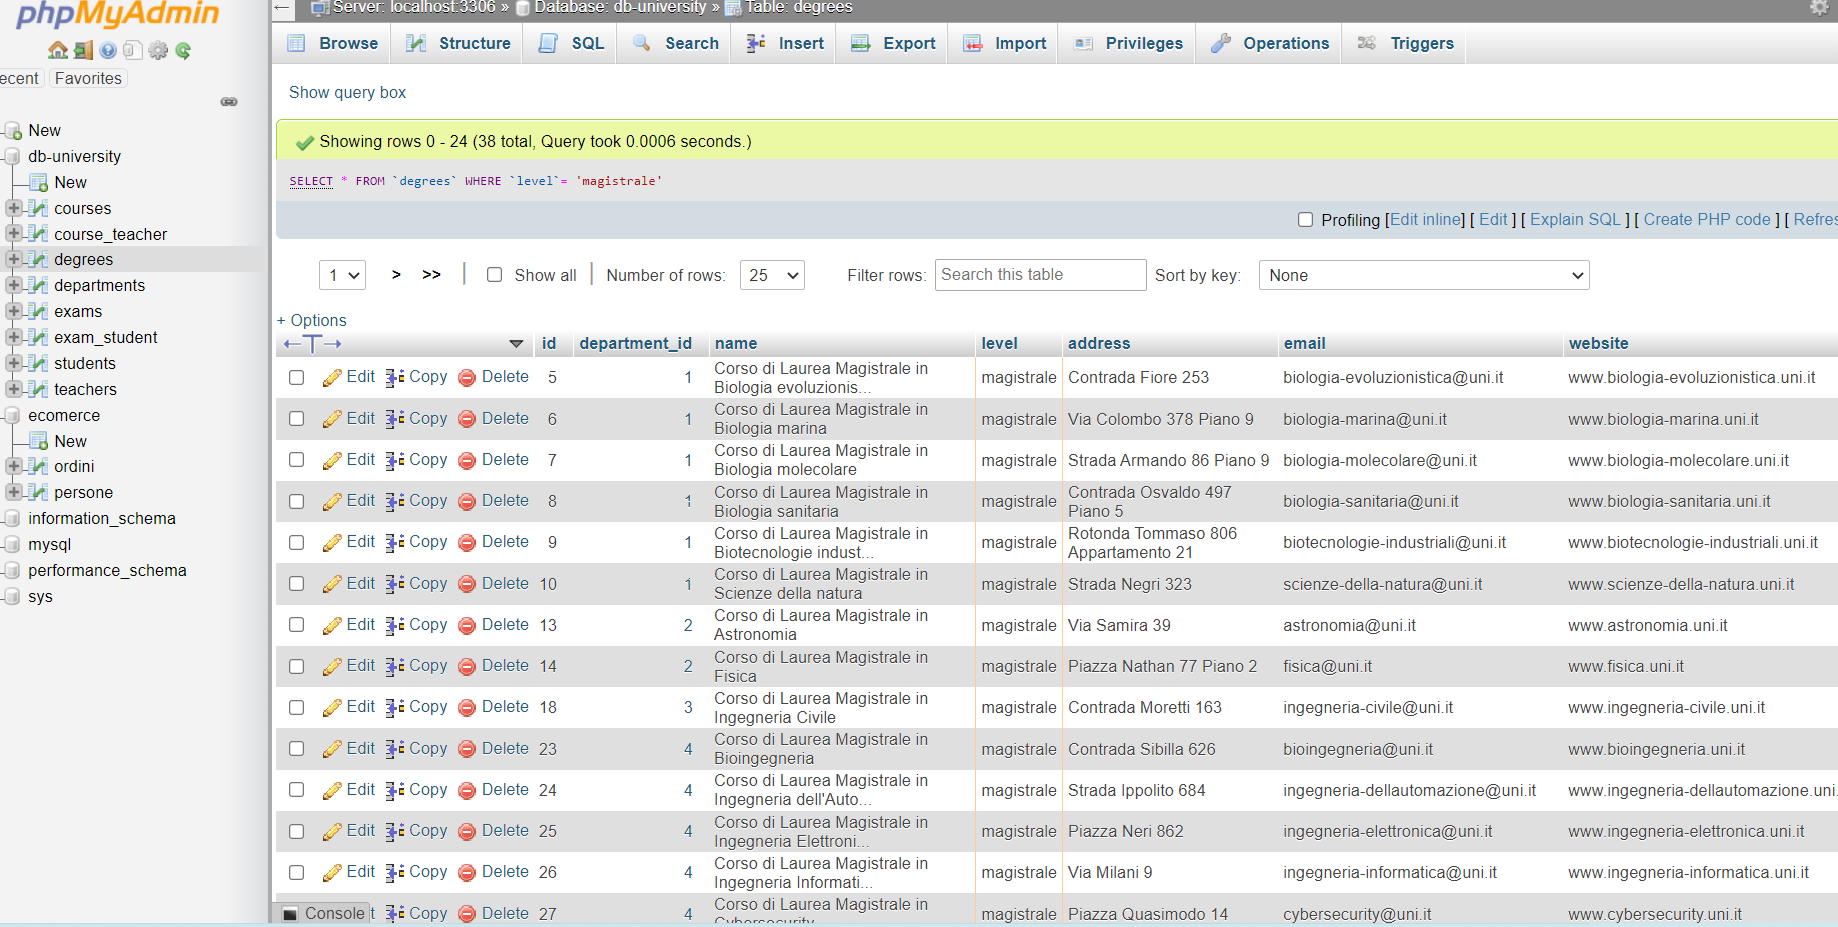 phpMyAdmin
ecent Favorites
New
db-university
New
courses
course_teacher
degrees
departments
exams
exam_student
students
teachers
ecomerce
New
ordini
persone
information_schema
mysql
performance_schema
sys
Server: localhost:3306 » Database: db-university » Table: degrees
Browse Structure SQL Search Insert Export Import Privileges Operations Triggers
Show query box
Showing rows 0 - 24 (38 total, Query took 0.0006 seconds.)
SELECT * FROM `degrees` WHERE `level`= 'magistrale'
Profiling [Edit inline] [ Edit ] [ Explain SQL ] [ Create PHP code ] [ Refres
1 > >> | Show all | Number of rows: 25 Filter rows: Search this table Sort by key: None
+ Options
←T→ id department_id name level address email website
Edit Copy Delete 5 1 Corso di Laurea Magistrale in Biologia evoluzionis... magistrale Contrada Fiore 253 biologia-evoluzionistica@uni.it www.biologia-evoluzionistica.uni.it
Edit Copy Delete 6 1 Corso di Laurea Magistrale in Biologia marina magistrale Via Colombo 378 Piano 9 biologia-marina@uni.it www.biologia-marina.uni.it
Edit Copy Delete 7 1 Corso di Laurea Magistrale in Biologia molecolare magistrale Strada Armando 86 Piano 9 biologia-molecolare@uni.it www.biologia-molecolare.uni.it
Edit Copy Delete 8 1 Corso di Laurea Magistrale in Biologia sanitaria magistrale Contrada Osvaldo 497 Piano 5 biologia-sanitaria@uni.it www.biologia-sanitaria.uni.it
Edit Copy Delete 9 1 Corso di Laurea Magistrale in Biotecnologie indust... magistrale Rotonda Tommaso 806 Appartamento 21 biotecnologie-industriali@uni.it www.biotecnologie-industriali.uni.it
Edit Copy Delete 10 1 Corso di Laurea Magistrale in Scienze della natura magistrale Strada Negri 323 scienze-della-natura@uni.it www.scienze-della-natura.uni.it
Edit Copy Delete 13 2 Corso di Laurea Magistrale in Astronomia magistrale Via Samira 39 astronomia@uni.it www.astronomia.uni.it
Edit Copy Delete 14 2 Corso di Laurea Magistrale in Fisica magistrale Piazza Nathan 77 Piano 2 fisica@uni.it www.fisica.uni.it
Edit Copy Delete 18 3 Corso di Laurea Magistrale in Ingegneria Civile magistrale Contrada Moretti 163 ingegneria-civile@uni.it www.ingegneria-civile.uni.it
Edit Copy Delete 23 4 Corso di Laurea Magistrale in Bioingegneria magistrale Contrada Sibilla 626 bioingegneria@uni.it www.bioingegneria.uni.it
Edit Copy Delete 24 4 Corso di Laurea Magistrale in Ingegneria dell'Auto... magistrale Strada Ippolito 684 ingegneria-dellautomazione@uni.it www.ingegneria-dellautomazione.uni.
Edit Copy Delete 25 4 Corso di Laurea Magistrale in Ingegneria Elettroni... magistrale Piazza Neri 862 ingegneria-elettronica@uni.it www.ingegneria-elettronica.uni.it
Edit Copy Delete 26 4 Corso di Laurea Magistrale in Ingegneria Informati... magistrale Via Milani 9 ingegneria-informatica@uni.it www.ingegneria-informatica.uni.it
Console t Copy Delete 27 4 Corso di Laurea Magistrale in Cybersecurity magistrale Piazza Quasimodo 14 cybersecurity@uni.it www.cybersecurity.uni.it